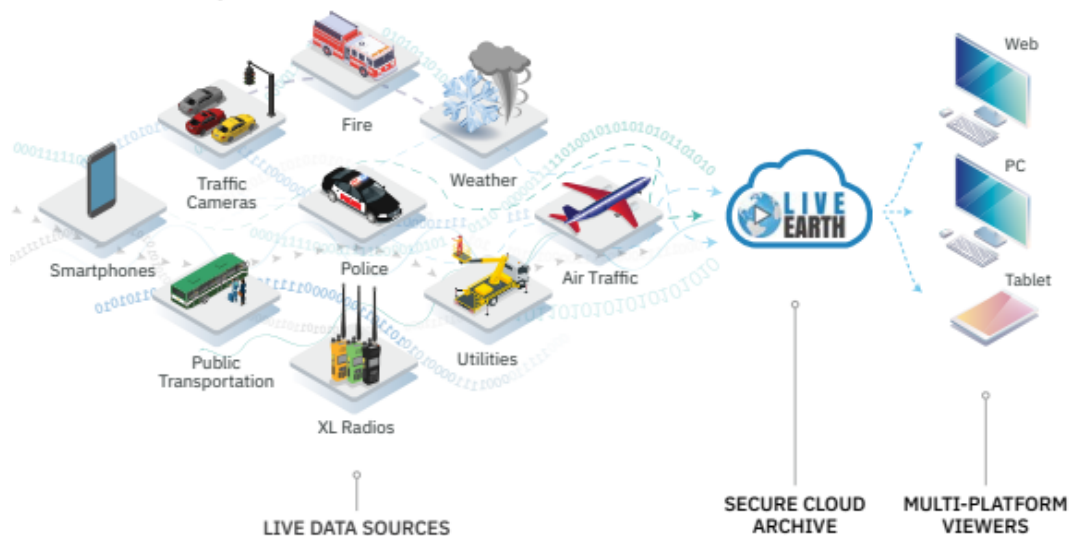 Fire
Web
Traffic
Cameras
Weather
PC
Smartphones
Police
Air Traffic
LIVE
EARTH
Tablet
Public
Transportation
Utilities
XL Radios
LIVE DATA SOURCES
SECURE CLOUD
ARCHIVE
MULTI-PLATFORM
VIEWERS